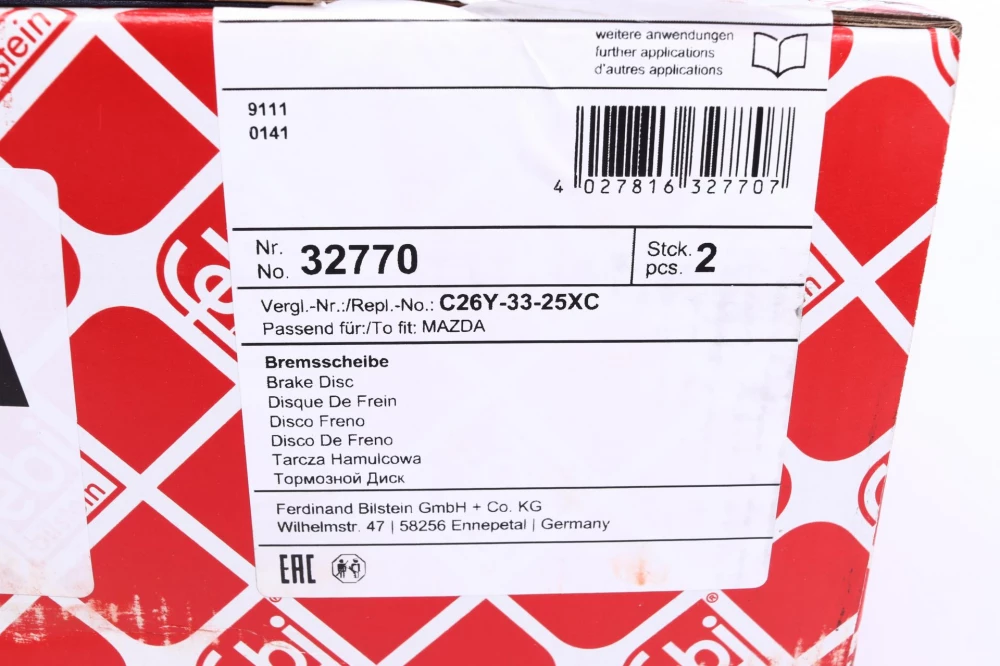 weitere anwendungen
further applications
d'autres applications
9111
0141
4 027816 327707
Nr.
No. 32770
Stck.
pcs. 2
Vergl.-Nr.:/Repl.-No.: C26Y-33-25XC
Passend für:/To fit: MAZDA
Bremsscheibe
Brake Disc
Disque De Frein
Disco Freno
Disco De Freno
Tarcza Hamulcowa
Тормозной Диск
Ferdinand Bilstein GmbH + Co. KG
Wilhelmstr. 47 | 58256 Ennepetal | Germany
EAC